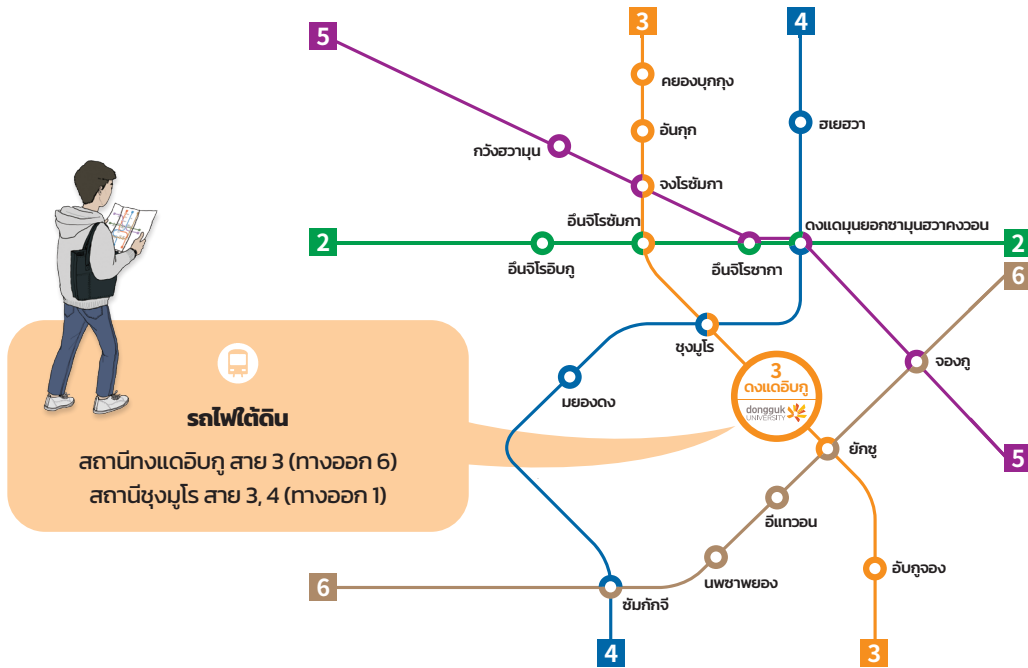 5
3
4
คยองบุกกุง
อันกุก
ฮเยฮวา
กวังฮวามุน
จงโรซัมกา
อึนจิโรซัมกา
ดงแดมุนยอกซามุนฮวาคงวอน
2
2
อึนจิโรอิบกู
อึนจิโรซากา
6
ชุงมูโร
จองกู
มยองดง
3
ดงแดอิบกู
dongguk
UNIVERSITY
รถไฟใต้ดิน
สถานีทงแดอิบกู สาย 3 (ทางออก 6)
สถานีชุงมูโร สาย 3, 4 (ทางออก 1)
ยักซู
5
อีแทวอน
นพซาพยอง
อับกูจอง
6
ซัมกักจี
4
3